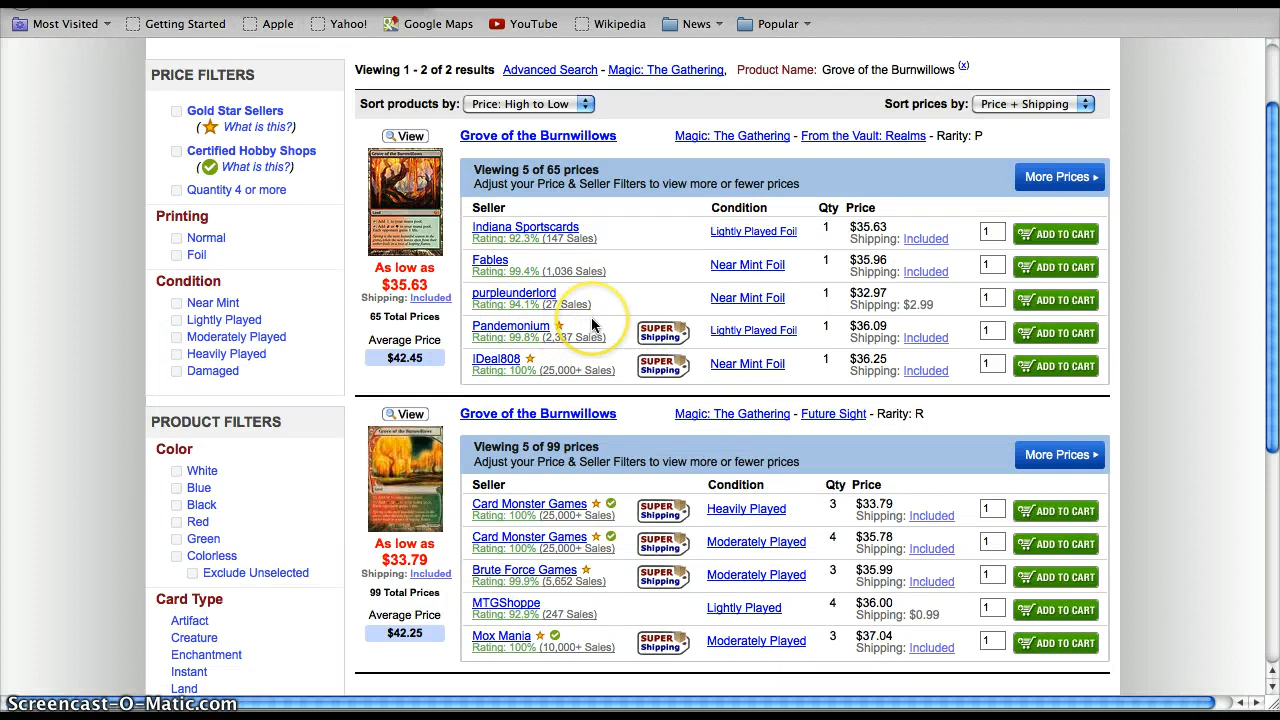 Most Visited Getting Started Apple Yahoo! Google Maps YouTube Wikipedia News Popular
PRICE FILTERS
Gold Star Sellers
( What is this?)
Certified Hobby Shops
( What is this?)
Quantity 4 or more
Printing
Normal
Foil
Condition
Near Mint
Lightly Played
Moderately Played
Heavily Played
Damaged
PRODUCT FILTERS
Color
White
Blue
Black
Red
Green
Colorless
Exclude Unselected
Card Type
Artifact
Creature
Enchantment
Instant
Land
Viewing 1 - 2 of 2 results Advanced Search - Magic: The Gathering, Product Name: Grove of the Burnwillows (x)
Sort products by: Price: High to Low Sort prices by: Price + Shipping
View Grove of the Burnwillows Magic: The Gathering - From the Vault: Realms - Rarity: P
As low as
$35.63
Shipping: Included
65 Total Prices
Average Price
$42.45
Viewing 5 of 65 prices More Prices
Adjust your Price & Seller Filters to view more or fewer prices
Seller Condition Qty Price
Indiana Sportscards Lightly Played Foil 1 $35.63 1 ADD TO CART
Rating: 92.3% (147 Sales) Shipping: Included
Fables Near Mint Foil 1 $35.96 1 ADD TO CART
Rating: 99.4% (1,036 Sales) Shipping: Included
purpleunderlord Near Mint Foil 1 $32.97 1 ADD TO CART
Rating: 94.1% (27 Sales) Shipping: $2.99
Pandemonium SUPER Shipping Lightly Played Foil 1 $36.09 1 ADD TO CART
Rating: 99.8% (2,337 Sales) Shipping: Included
IDeal808 SUPER Shipping Near Mint Foil 1 $36.25 1 ADD TO CART
Rating: 100% (25,000+ Sales) Shipping: Included
View Grove of the Burnwillows Magic: The Gathering - Future Sight - Rarity: R
As low as
$33.79
Shipping: Included
99 Total Prices
Average Price
$42.25
Viewing 5 of 99 prices More Prices
Adjust your Price & Seller Filters to view more or fewer prices
Seller Condition Qty Price
Card Monster Games SUPER Shipping Heavily Played 3 $33.79 1 ADD TO CART
Rating: 100% (25,000+ Sales) Shipping: Included
Card Monster Games SUPER Shipping Moderately Played 4 $35.78 1 ADD TO CART
Rating: 100% (25,000+ Sales) Shipping: Included
Brute Force Games SUPER Shipping Moderately Played 3 $35.99 1 ADD TO CART
Rating: 99.9% (5,652 Sales) Shipping: Included
MTGShoppe Lightly Played 4 $36.00 1 ADD TO CART
Rating: 92.9% (247 Sales) Shipping: $0.99
Mox Mania SUPER Shipping Moderately Played 3 $37.04 1 ADD TO CART
Rating: 100% (10,000+ Sales) Shipping: Included
Screencast-O-Matic.com